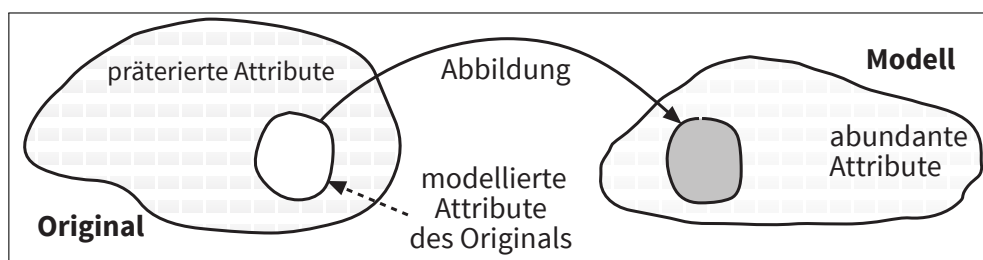 präterierte Attribute
Abbildung
Modell
abundante
Attribute
modellierte
Attribute
des Originals
Original